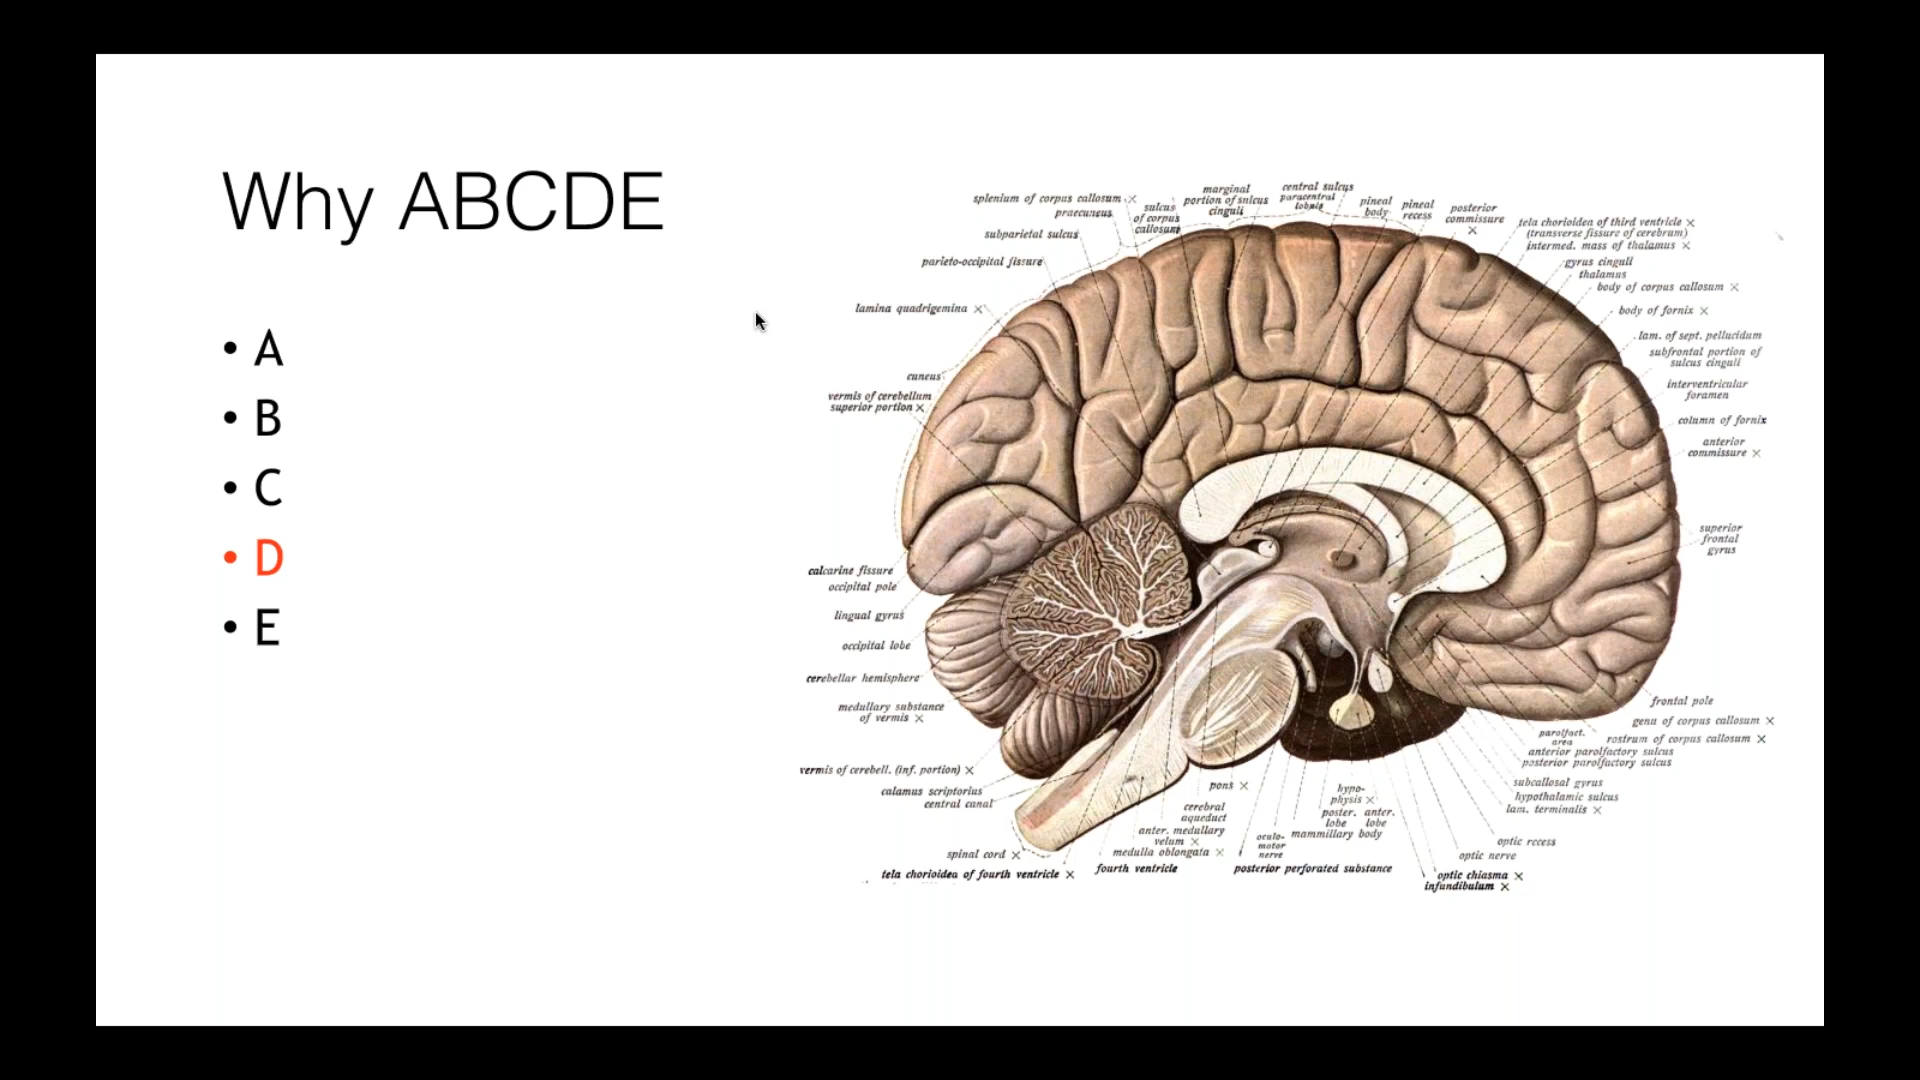 Why ABCDE
• A
• B
• C
• D
• E
splenium of corpus callosum
praecuneus
subparietal sulcus
parieto-occipital fissure
lamina quadrigemina
cuneus
vermis of cerebellum
superior portion
calcarine fissure
occipital pole
lingual gyrus
occipital lobe
cerebellar hemisphere
medullary substance
of vermis
vermis of cerebell. (inf. portion)
calamus scriptorius
central canal
spinal cord
tela chorioidea of fourth ventricle
sulcus
of corpus
callosum
marginal
portion of sulcus
cinguli
central sulcus
paracentral
lobule
pineal
body
pineal
recess
posterior
commissure
tela chorioidea of third ventricle
(transverse fissure of cerebrum)
intermed. mass of thalamus
gyrus cinguli
thalamus
body of corpus callosum
body of fornix
lam. of sept. pellucidum
subfrontal portion of
sulcus cinguli
interventricular
foramen
column of fornix
anterior
commissure
superior
frontal
gyrus
frontal pole
genu of corpus callosum
rostrum of corpus callosum
parolfact.
area
anterior parolfactory sulcus
posterior parolfactory sulcus
subcallosal gyrus
hypothalamic sulcus
lam. terminalis
optic recess
optic nerve
optic chiasma
infundibulum
hypo-
physis
poster. lobe
anter. lobe
mammillary body
oculo-
motor
nerve
posterior perforated substance
pons
cerebral
aqueduct
anter. medullary
velum
medulla oblongata
fourth ventricle